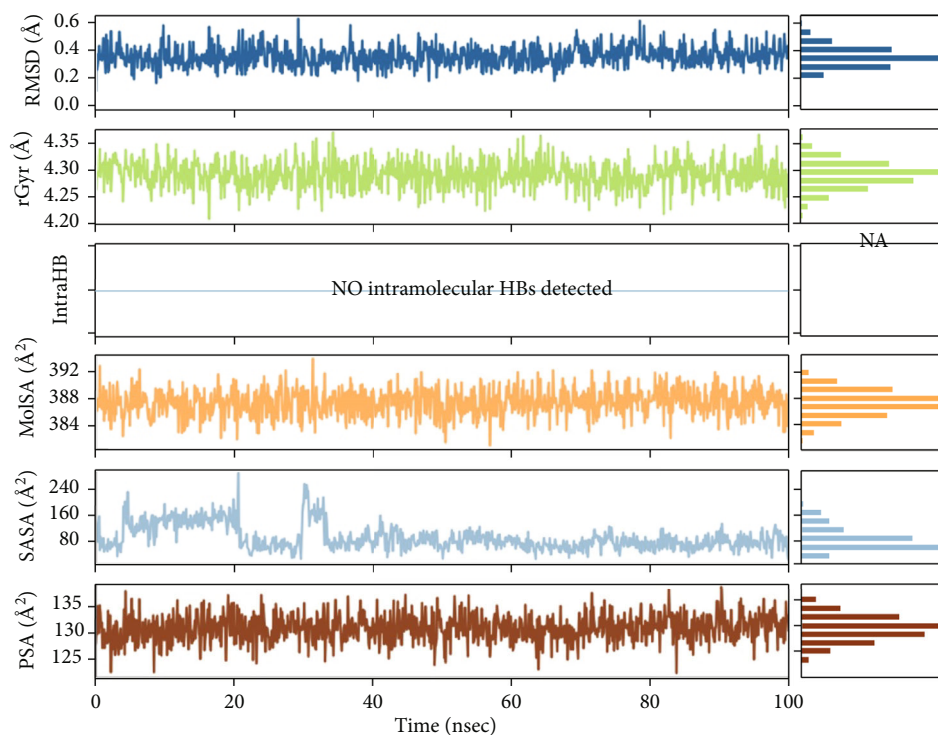 RMSD (Å)
0.6
0.4
0.2
0.0
rGyr (Å)
4.35
4.30
4.25
4.20
IntraHB
NO intramolecular HBs detected
NA
MolSA (Å²)
392
388
384
SASA (Å²)
240
160
80
PSA (Å²)
135
130
125
0 20 40 60 80 100
Time (nsec)